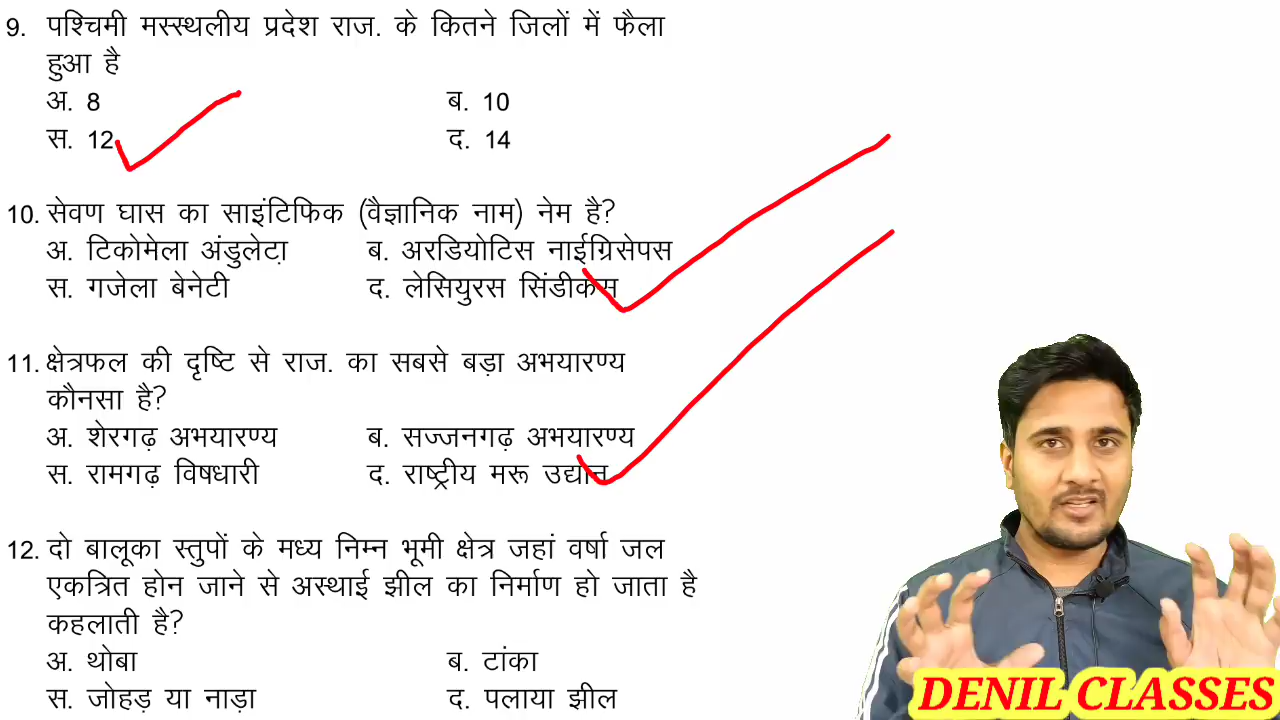 9. पश्चिमी मरुस्थलीय प्रदेश राज. के कितने जिलों में फैला
हुआ है
अ. 8 ब. 10
स. 12 द. 14
10. सेवण घास का साइंटिफिक (वैज्ञानिक नाम) नेम है?
अ. टिकोमेला अंडुलेटा़ ब. अरडियोटिस नाईग्रिसेपस
स. गजेला बेनेटी द. लेसियुरस सिंडीकस
11. क्षेत्रफल की दृष्टि से राज. का सबसे बड़ा अभयारण्य
कौनसा है?
अ. शेरगढ़ अभयारण्य ब. सज्जनगढ़ अभयारण्य
स. रामगढ़ विषधारी द. राष्ट्रीय मरू उद्यान
12. दो बालूका स्तुपों के मध्य निम्न भूमी क्षेत्र जहां वर्षा जल
एकत्रित होन जाने से अस्थाई झील का निर्माण हो जाता है
कहलाती है?
अ. थोबा ब. टांका
स. जोहड़ या नाड़ा द. पलाया झील
DENIL CLASSES